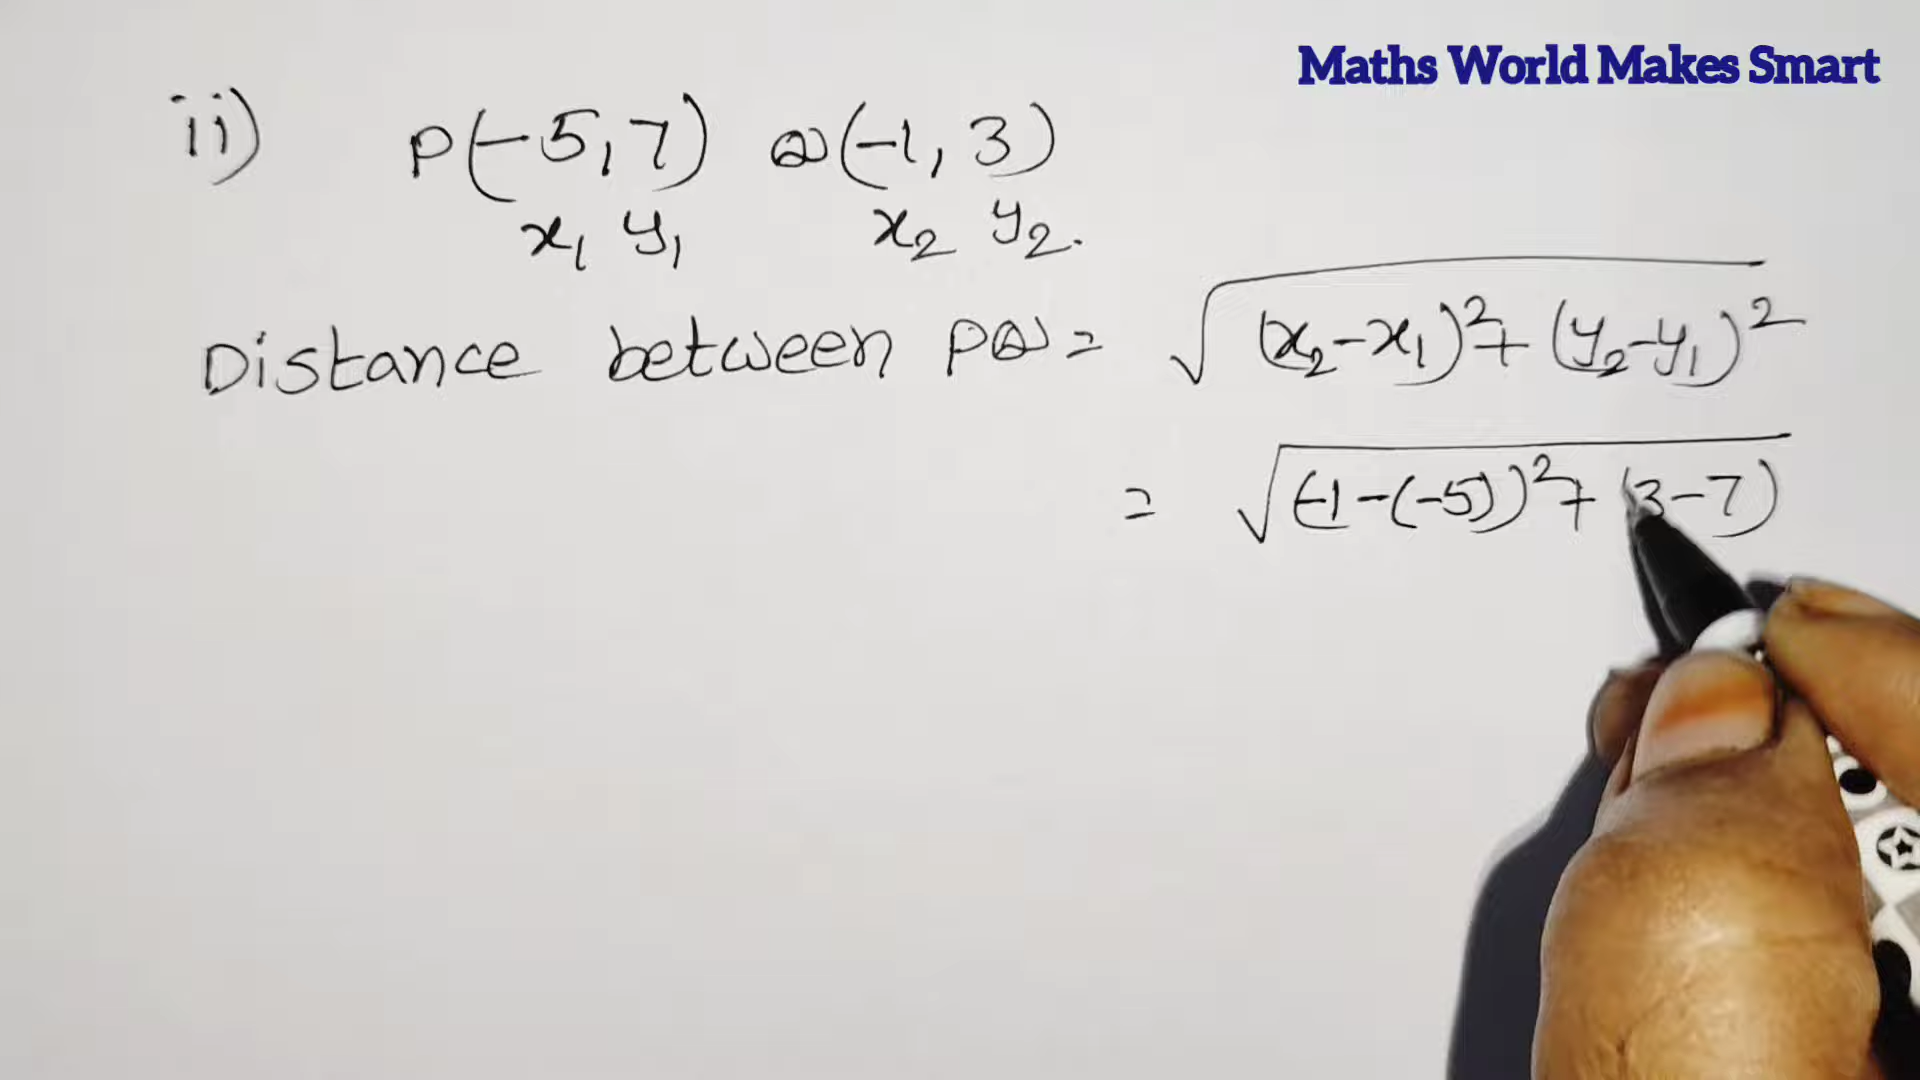 Maths World Makes Smart
ii) P(-5,7) Q(-1, 3)
x₁ y₁ x₂ y₂.
Distance between PQ = √(x₂-x₁)²+(y₂-y₁)²
= √(-1-(-5))²+(3-7)